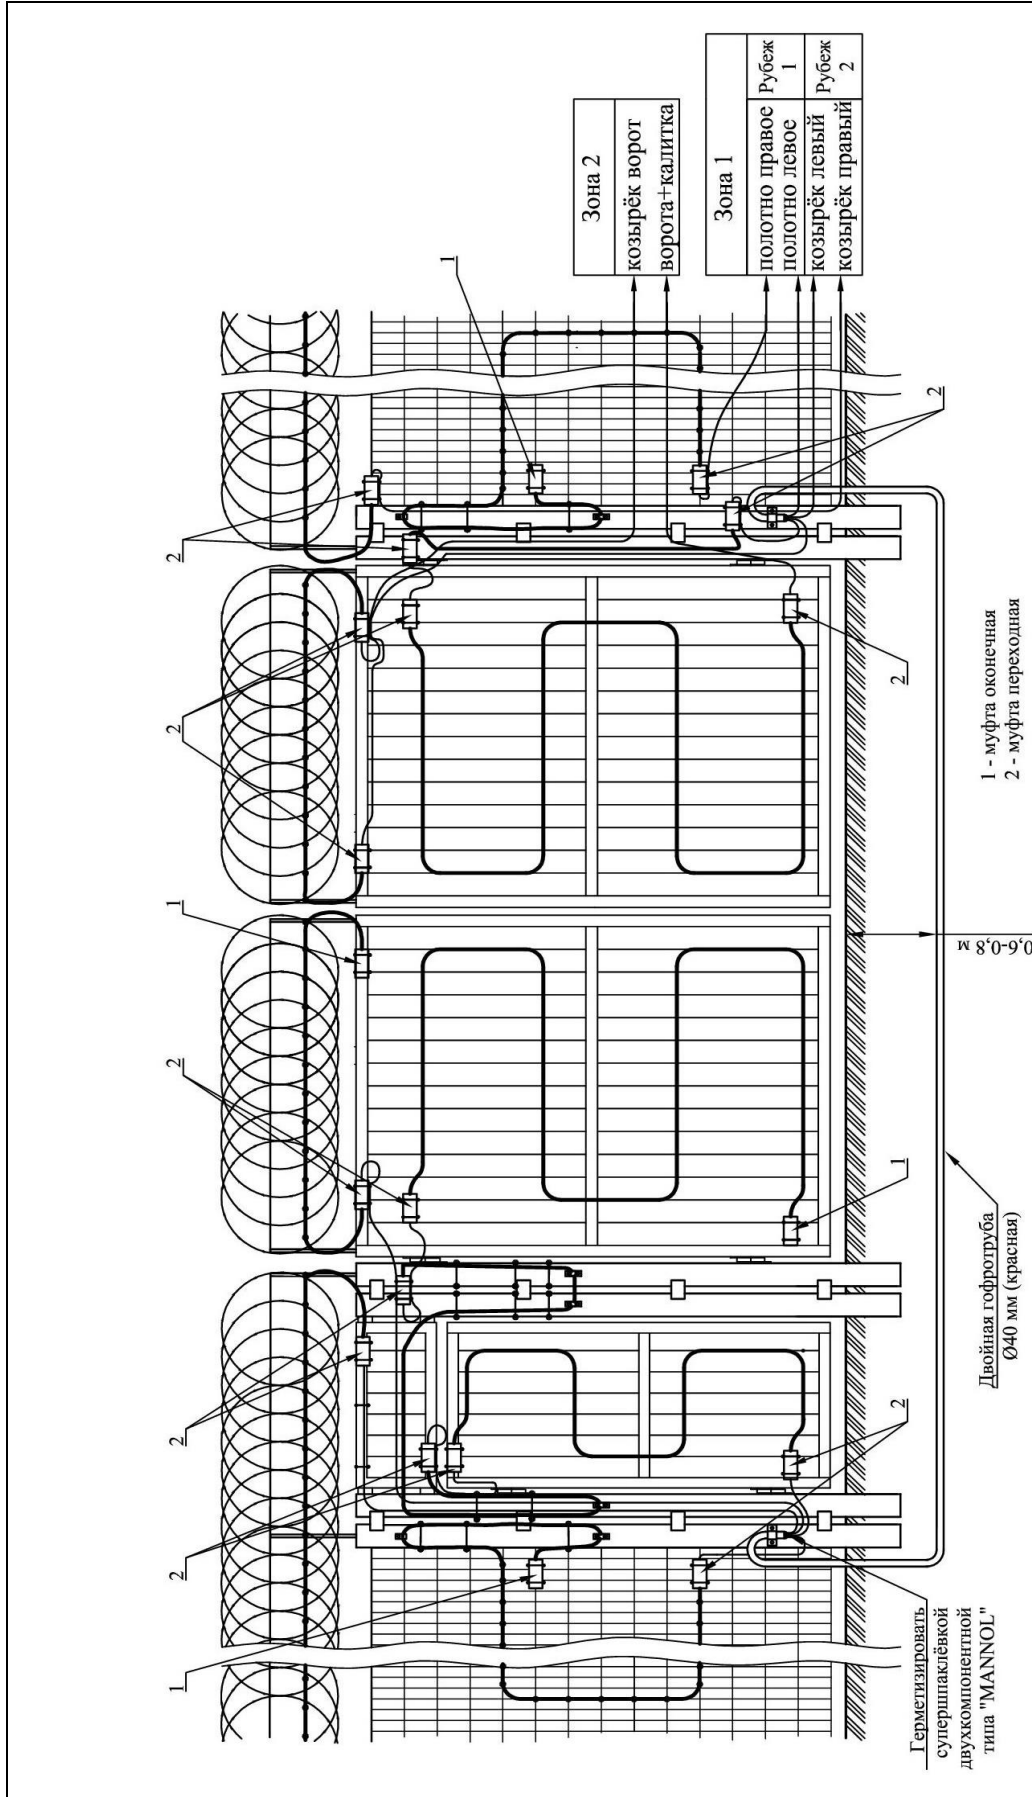 1
2
2
2
1
2
2
1
Зона 2
козырёк ворот
ворота+калитка
Зона 1
полотно правое
полотно левое
Рубеж
1
козырёк левый
козырёк правый
Рубеж
2
2
1
2
2
0,6-0,8 м
Герметизировать
супершпаклёвкой
двухкомпонентной
типа "MANNOL"
Двойная гофротруба
Ø40 мм (красная)
1 - муфта оконечная
2 - муфта переходная